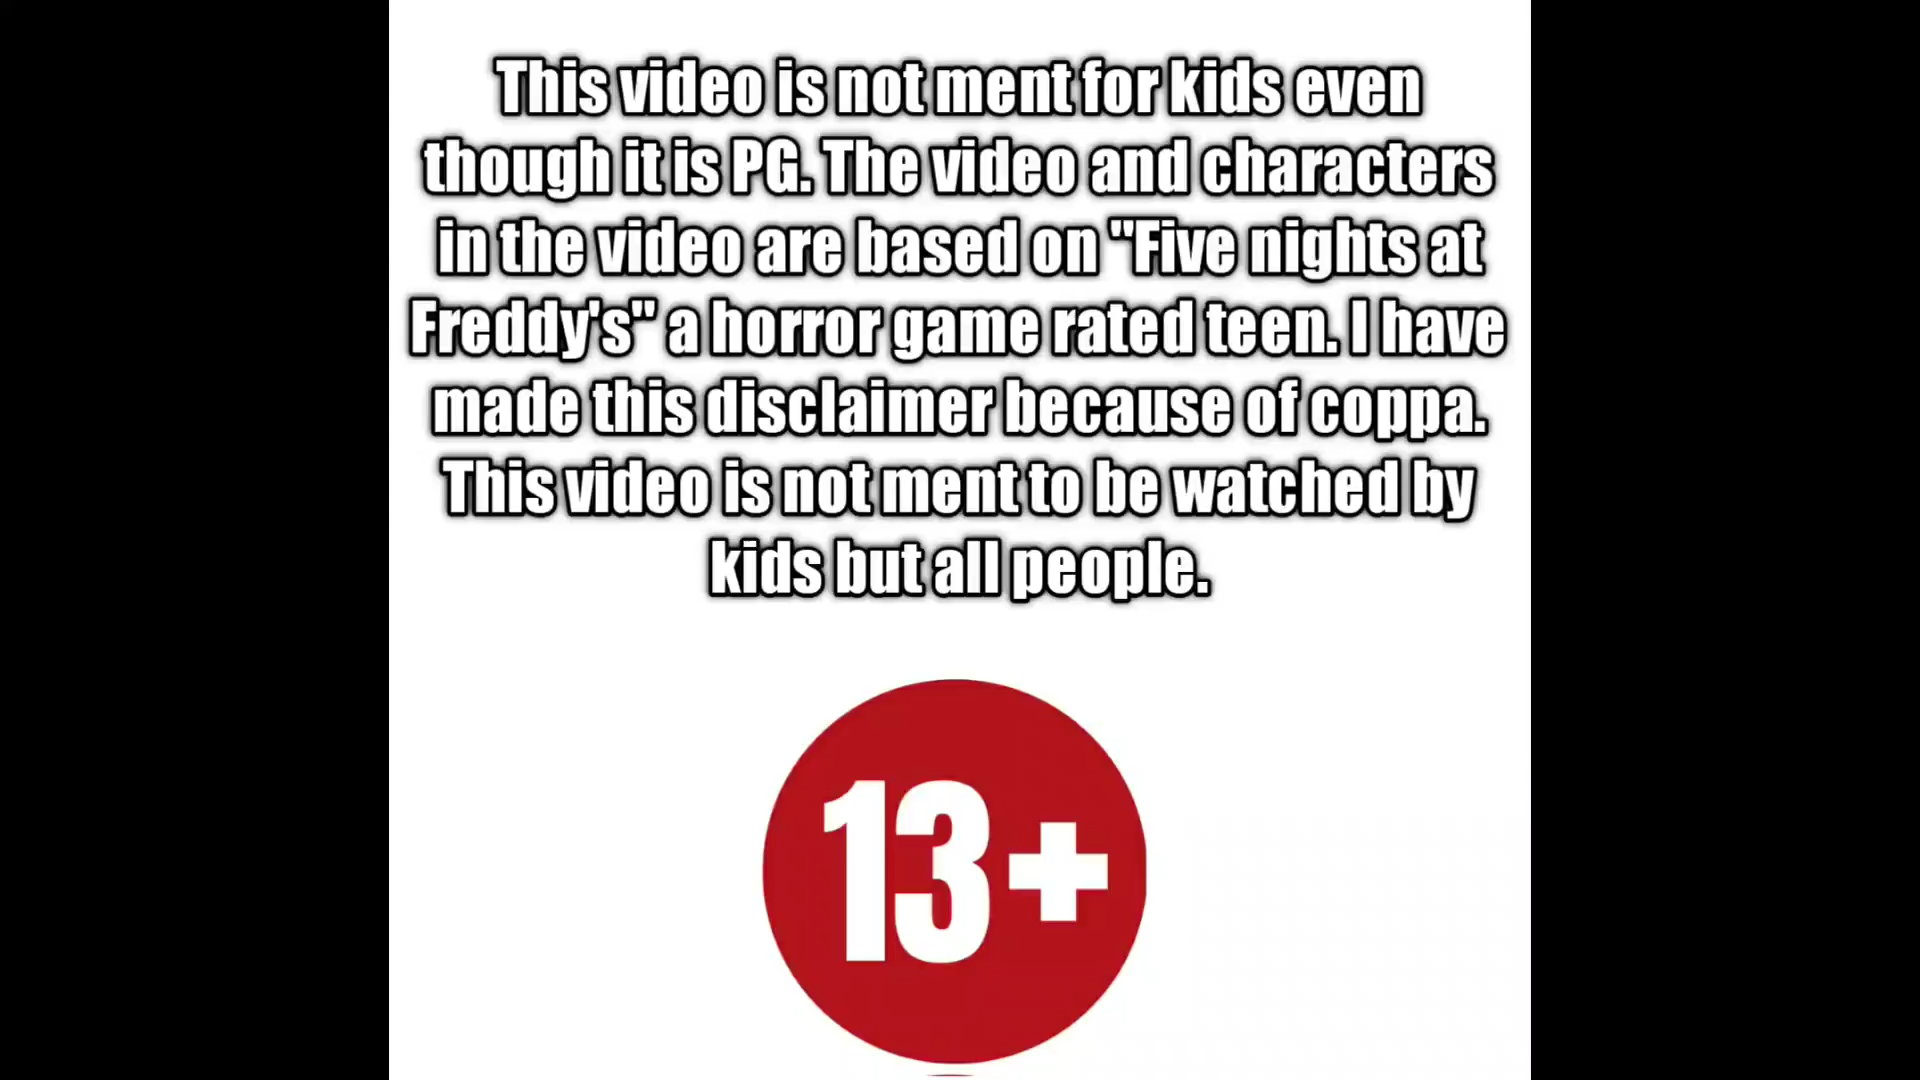 This video is not ment for kids even
though it is PG. The video and characters
in the video are based on "Five nights at
Freddy's" a horror game rated teen. I have
made this disclaimer because of coppa.
This video is not ment to be watched by
kids but all people.
13+